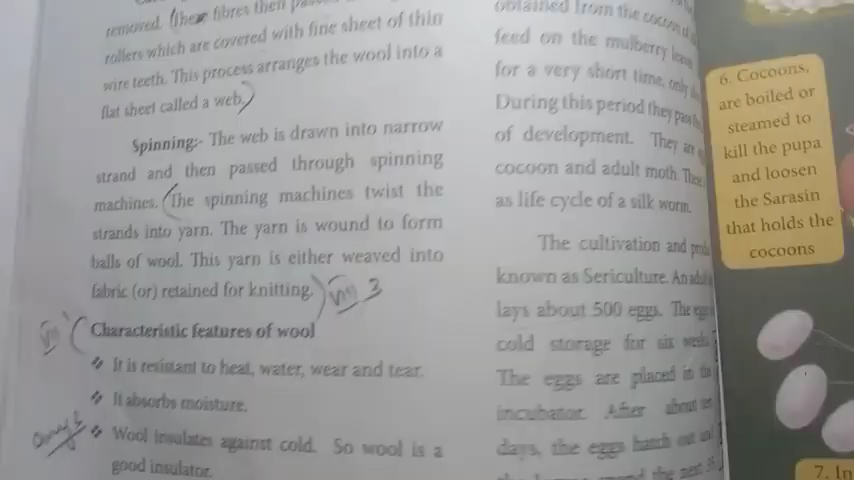 removed. These fibres then
rollers which are covered with fine sheet of thin
wire teeth. This process arranges the wool into a
flat sheet called a web.
Spinning:- The web is drawn into narrow
strand and then passed through spinning
machines. The spinning machines twist the
strands into yarn. The yarn is wound to form
balls of wool. This yarn is either weaved into
fabric (or) retained for knitting.
Characteristic features of wool
❖ It is resistant to heat, water, wear and tear.
❖ It absorbs moisture.
❖ Wool insulates against cold. So wool is a
good insulator.
obtained from the
feed on the mulberry
for a very short time, only
During this period they pass
of development. They are
cocoon and adult moth.
as life cycle of a silk worm.
The cultivation and
known as Sericulture. An
lays about 500 eggs. The
cold storage for six weeks
The eggs are placed in
incubator. After about
days, the eggs hatch out
6. Cocoons,
are boiled or
steamed to
kill the pupa
and loosen
the Sarasin
that holds the
cocoons
7. In